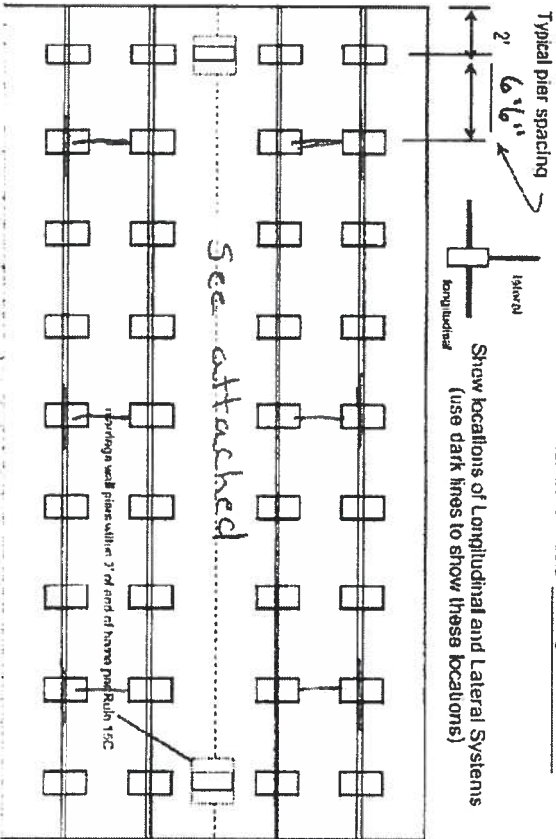 Typical pier spacing
2'
6'6"
lateral
longitudinal
Show locations of Longitudinal and Lateral Systems
(use dark lines to show these locations)
See attached
marriage wall piers within 2' of end of home per Rule 15C